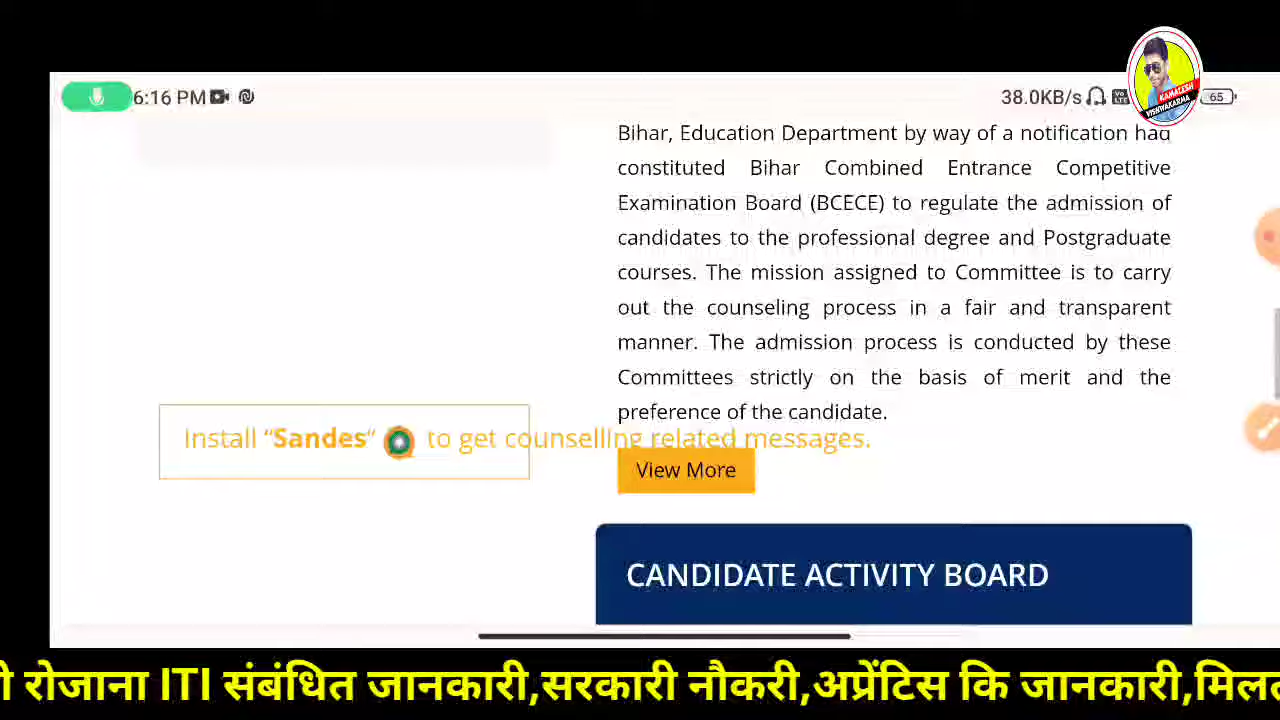 6:16 PM
38.0KB/s
Vo LTE
65
KAMALESH
VISHWAKARMA
Bihar, Education Department by way of a notification had
constituted Bihar Combined Entrance Competitive
Examination Board (BCECE) to regulate the admission of
candidates to the professional degree and Postgraduate
courses. The mission assigned to Committee is to carry
out the counseling process in a fair and transparent
manner. The admission process is conducted by these
Committees strictly on the basis of merit and the
preference of the candidate.
Install “Sandes“ to get counselling related messages.
View More
CANDIDATE ACTIVITY BOARD
रोजाना ITI संबंधित जानकारी,सरकारी नौकरी,अप्रेंटिस कि जानकारी,